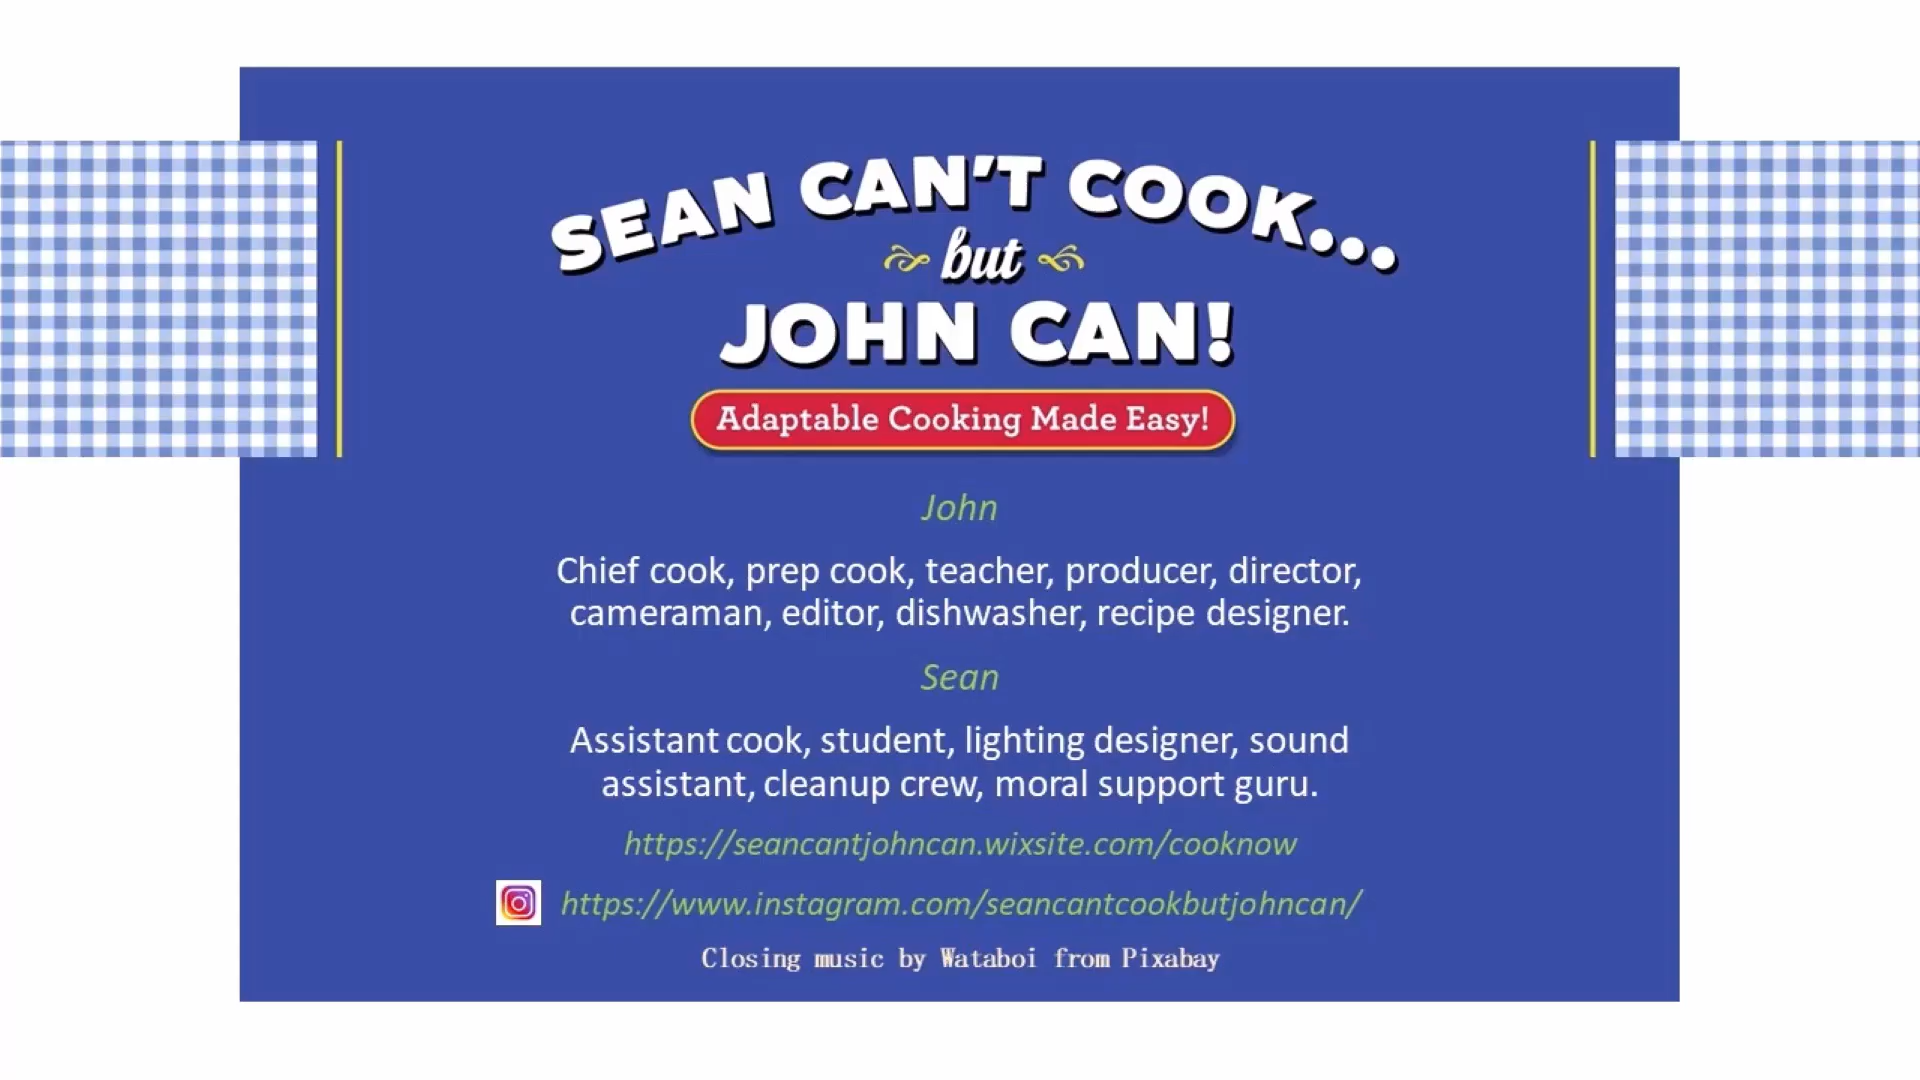 SEAN CAN'T COOK...
but
JOHN CAN!
Adaptable Cooking Made Easy!
John
Chief cook, prep cook, teacher, producer, director,
cameraman, editor, dishwasher, recipe designer.
Sean
Assistant cook, student, lighting designer, sound
assistant, cleanup crew, moral support guru.
https://seancantjohncan.wixsite.com/cooknow
https://www.instagram.com/seancantcookbutjohncan/
Closing music by Wataboi from Pixabay